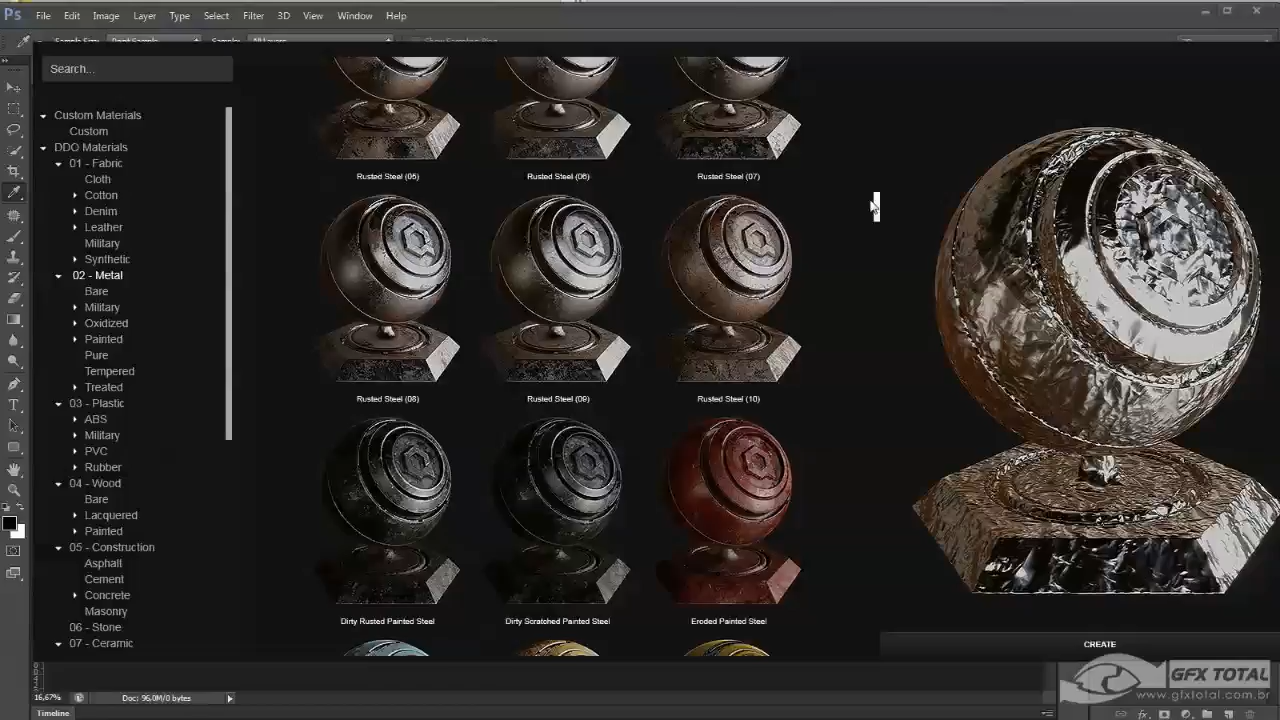 Ps File Edit Image Layer Type Select Filter 3D View Window Help
Search...
Custom Materials
Custom
DDO Materials
01 - Fabric
Cloth
Cotton
Denim
Leather
Military
Synthetic
02 - Metal
Bare
Military
Oxidized
Painted
Pure
Tempered
Treated
03 - Plastic
ABS
Military
PVC
Rubber
04 - Wood
Bare
Lacquered
Painted
05 - Construction
Asphalt
Cement
Concrete
Masonry
06 - Stone
07 - Ceramic
Rusted Steel (05) Rusted Steel (06) Rusted Steel (07)
Rusted Steel (08) Rusted Steel (09) Rusted Steel (10)
Dirty Rusted Painted Steel Dirty Scratched Painted Steel Eroded Painted Steel
CREATE
16,67% Doc: 96,0M/0 bytes
Timeline
GFX TOTAL
www.gfxtotal.com.br